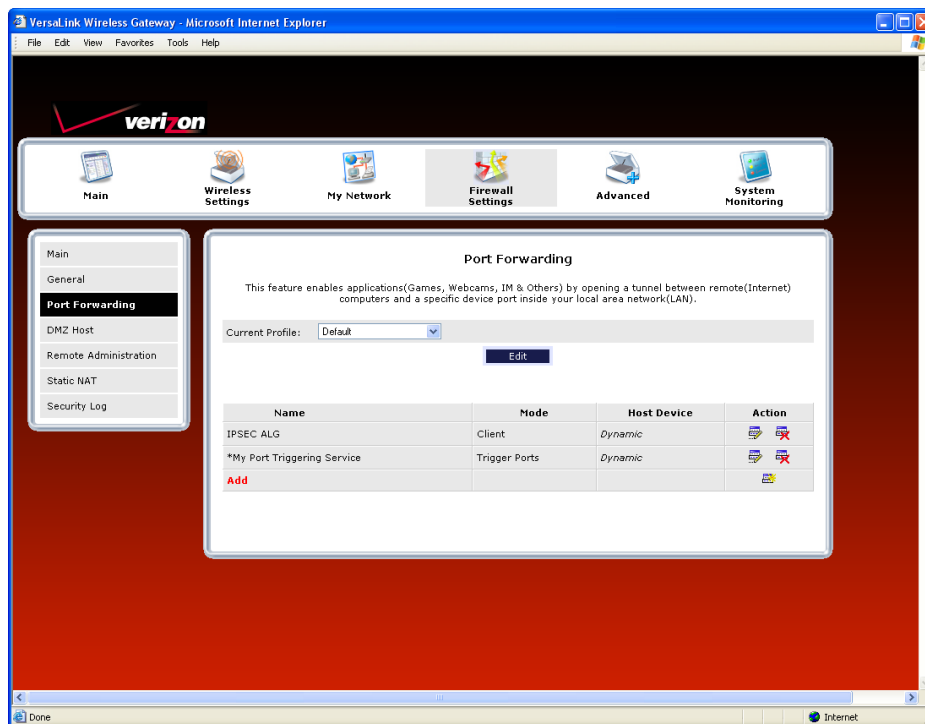 VersaLink Wireless Gateway - Microsoft Internet Explorer
File Edit View Favorites Tools Help
verizon
Main
Wireless Settings
My Network
Firewall Settings
Advanced
System Monitoring
Main
General
Port Forwarding
DMZ Host
Remote Administration
Static NAT
Security Log
Port Forwarding
This feature enables applications(Games, Webcams, IM & Others) by opening a tunnel between remote(Internet)
computers and a specific device port inside your local area network(LAN).
Current Profile: Default
Edit
Name Mode Host Device Action
IPSEC ALG Client Dynamic
*My Port Triggering Service Trigger Ports Dynamic
Add
Done Internet